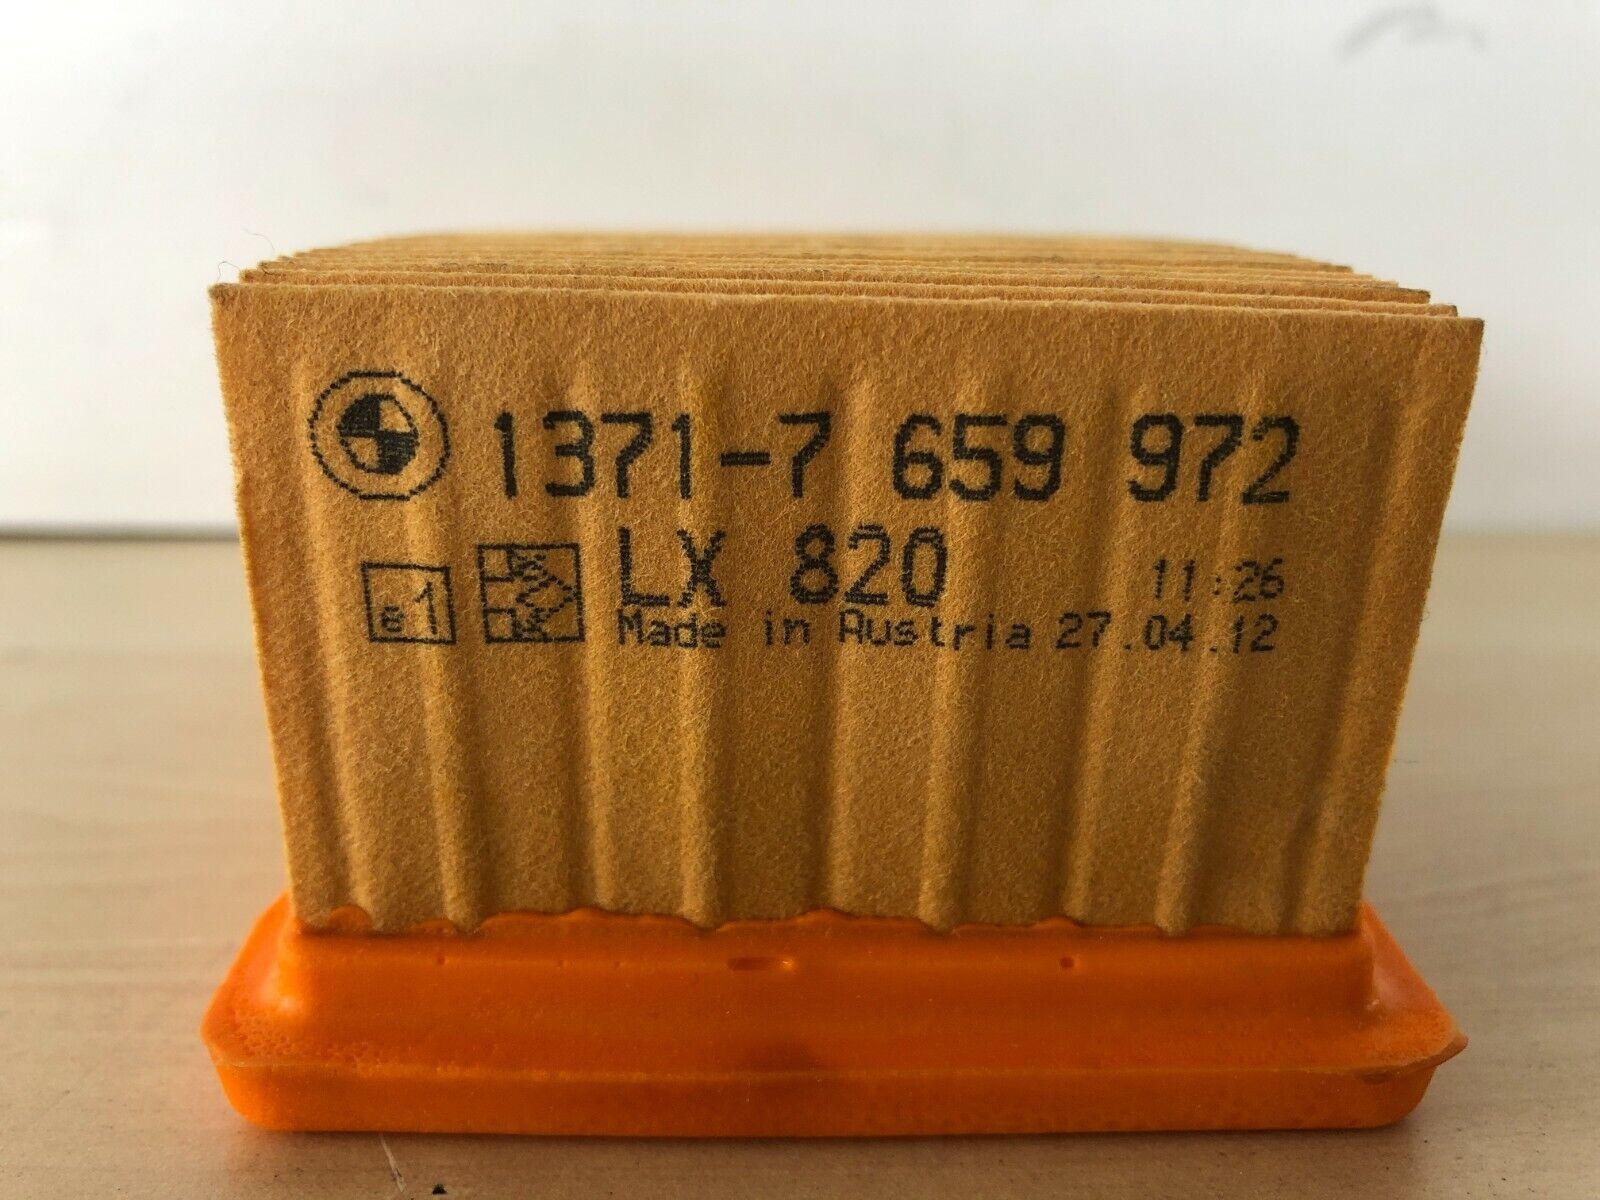 1371-7 659 972
LX 820
e1
11:26
Made in Austria 27.04.12